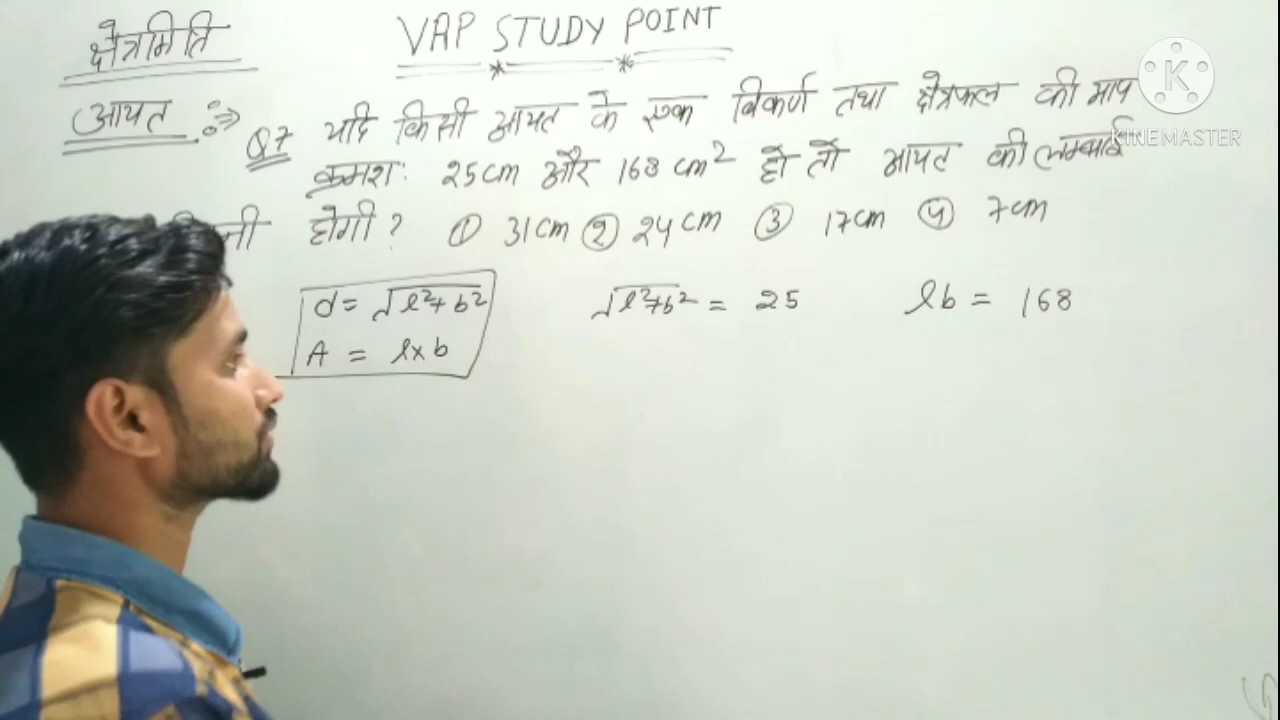 क्षेत्रमिति
VAP STUDY POINT
आयत :⇒
Q7 यदि किसी आयत के एक विकर्ण तथा क्षेत्रफल की माप
क्रमश: 25cm और 168 cm² हो तो आयत की लम्बाई
होगी? ① 31cm ② 24cm ③ 17cm ④ 7cm
d = √l²+b²
A = l×b
√l²+b² = 25
lb = 168
K
KINEMASTER